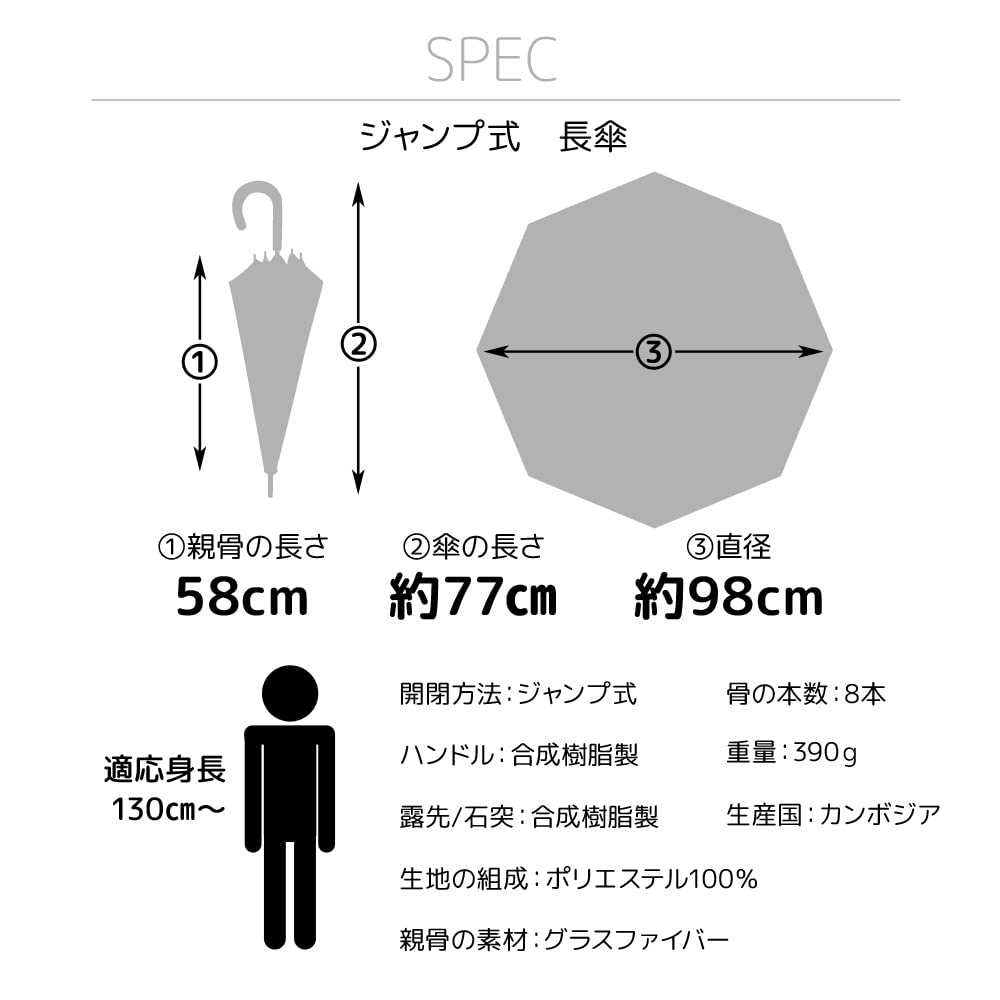 SPEC
ジャンプ式　長傘
①
②
③
①親骨の長さ
58cm
②傘の長さ
約77㎝
③直径
約98cm
適応身長
130㎝〜
開閉方法：ジャンプ式
骨の本数：8本
ハンドル：合成樹脂製
重量：390g
露先/石突：合成樹脂製
生産国：カンボジア
生地の組成：ポリエステル100%
親骨の素材：グラスファイバー